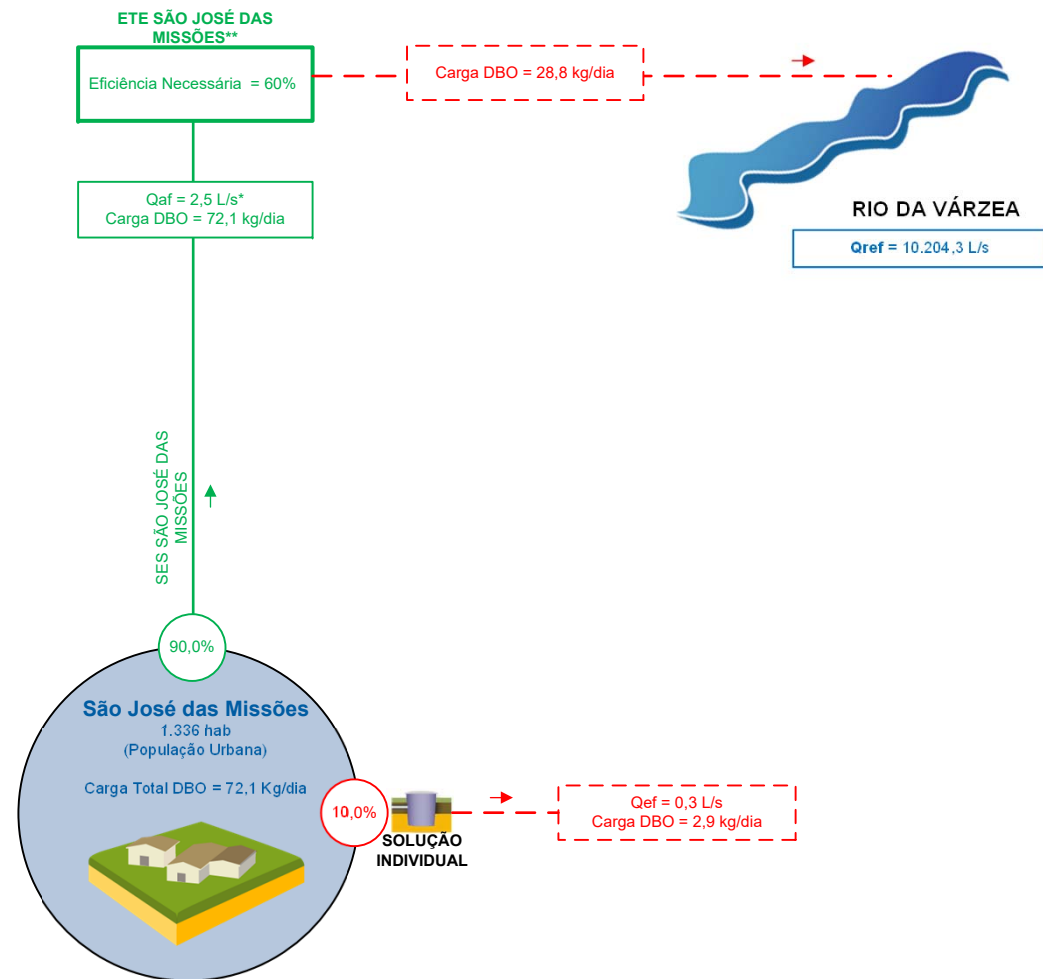 ETE SÃO JOSÉ DAS
MISSÕES**
Eficiência Necessária = 60%
Carga DBO = 28,8 kg/dia
Qaf = 2,5 L/s*
Carga DBO = 72,1 kg/dia
RIO DA VÁRZEA
Qref = 10.204,3 L/s
SES SÃO JOSÉ DAS
MISSÕES
90,0%
São José das Missões
1.336 hab
(População Urbana)
Carga Total DBO = 72,1 Kg/dia
10,0%
SOLUÇÃO
INDIVIDUAL
Qef = 0,3 L/s
Carga DBO = 2,9 kg/dia